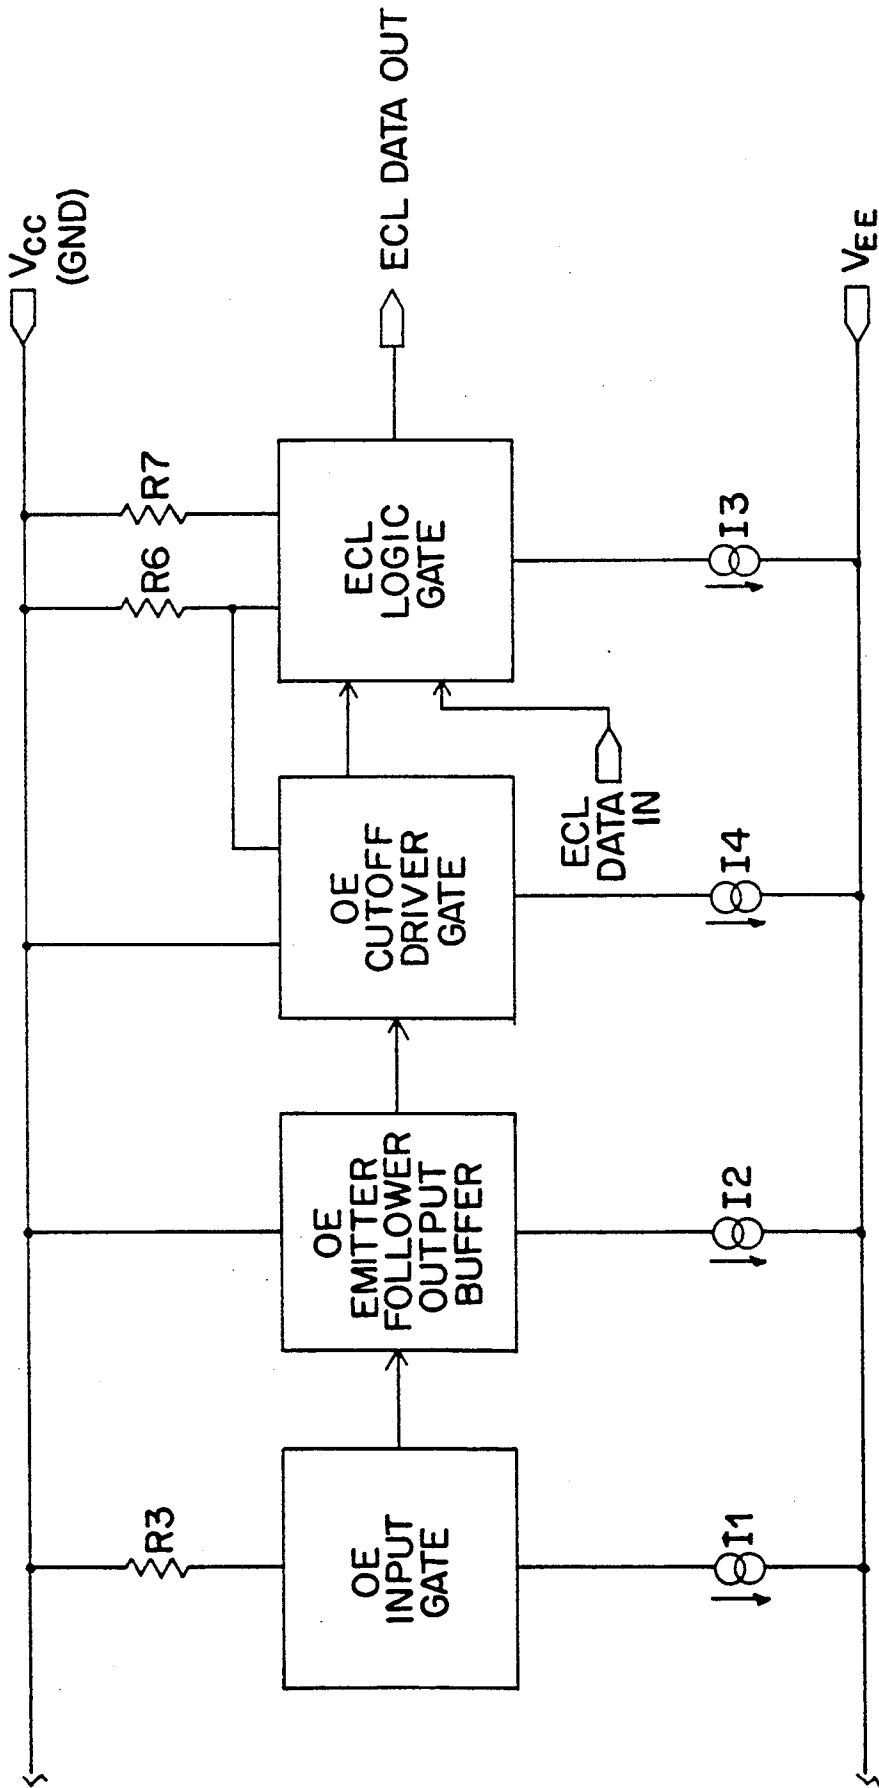 VCC
(GND)
R3
R6
R7
OE
INPUT
GATE
OE
EMITTER
FOLLOWER
OUTPUT
BUFFER
OE
CUTOFF
DRIVER
GATE
ECL
LOGIC
GATE
ECL DATA OUT
ECL
DATA
IN
I1
I2
I4
I3
VEE